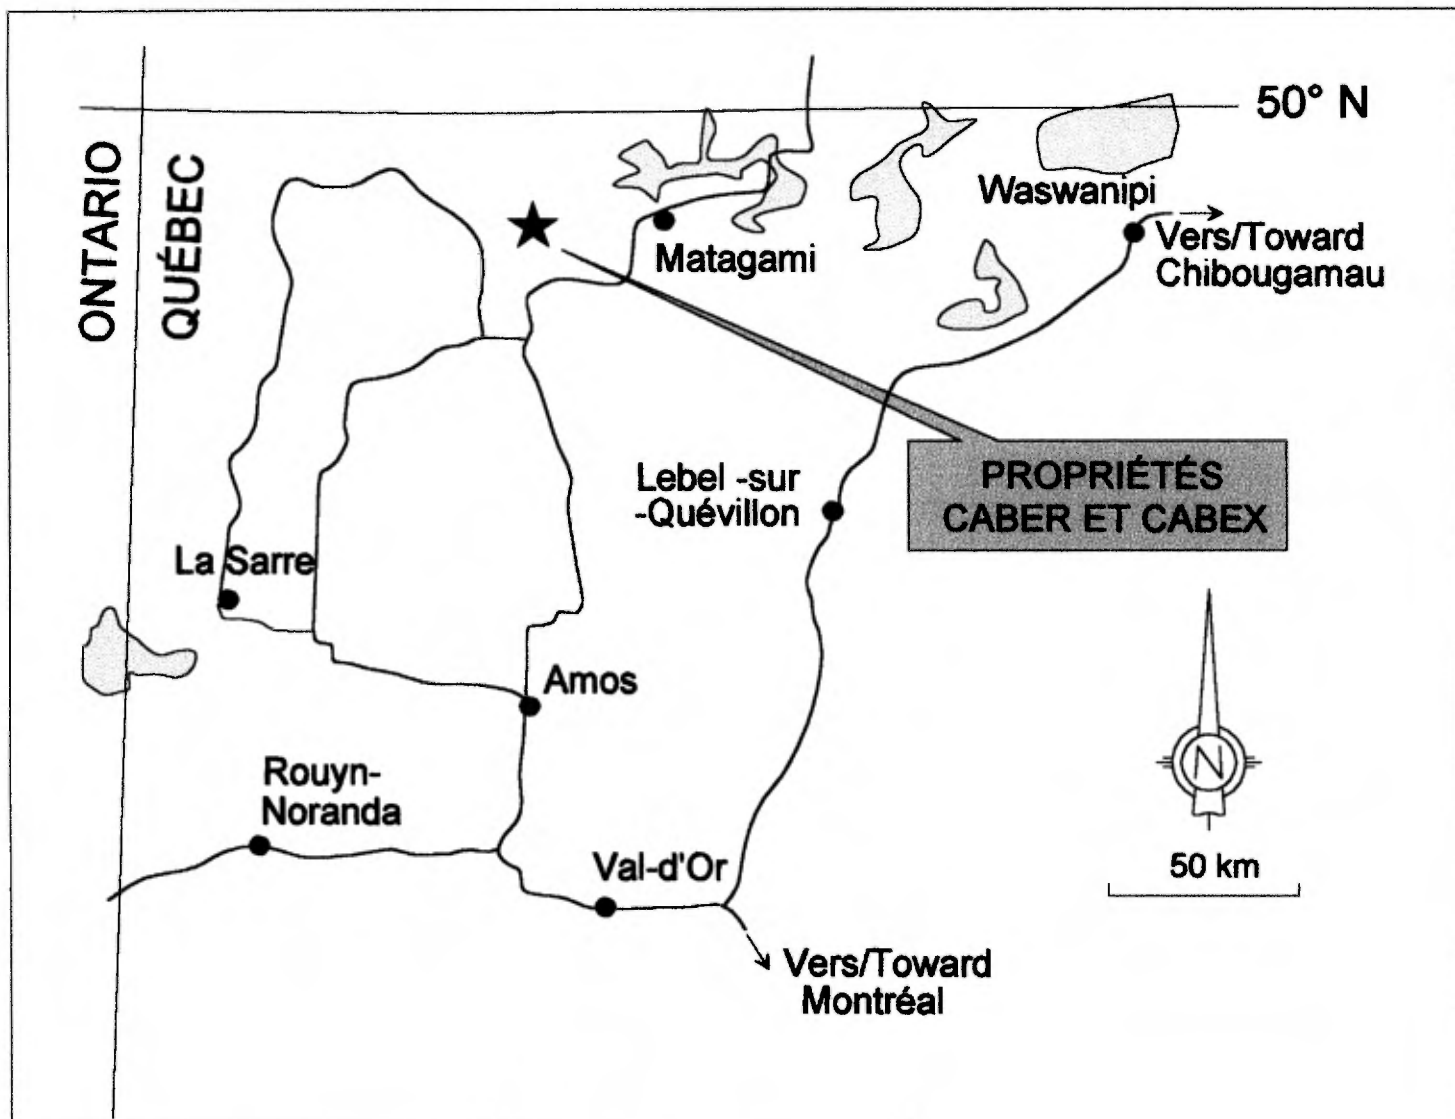 50° N
ONTARIO
QUÉBEC
Waswanipi
Matagami
Vers/Toward
Chibougamau
PROPRIÉTÉS
CABER ET CABEX
Lebel -sur
-Quévillon
La Sarre
Amos
Rouyn-
Noranda
Val-d'Or
N
50 km
Vers/Toward
Montréal